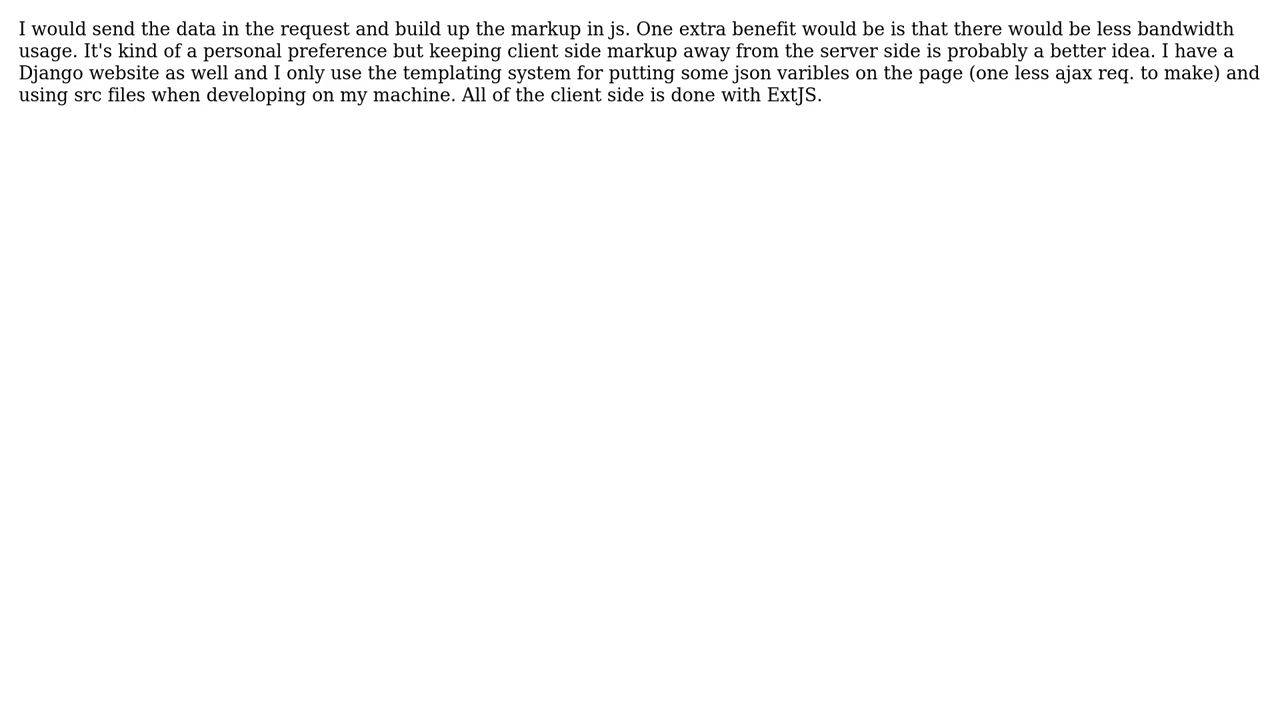 I would send the data in the request and build up the markup in js. One extra benefit would be is that there would be less bandwidth
usage. It's kind of a personal preference but keeping client side markup away from the server side is probably a better idea. I have a
Django website as well and I only use the templating system for putting some json varibles on the page (one less ajax req. to make) and
using src files when developing on my machine. All of the client side is done with ExtJS.